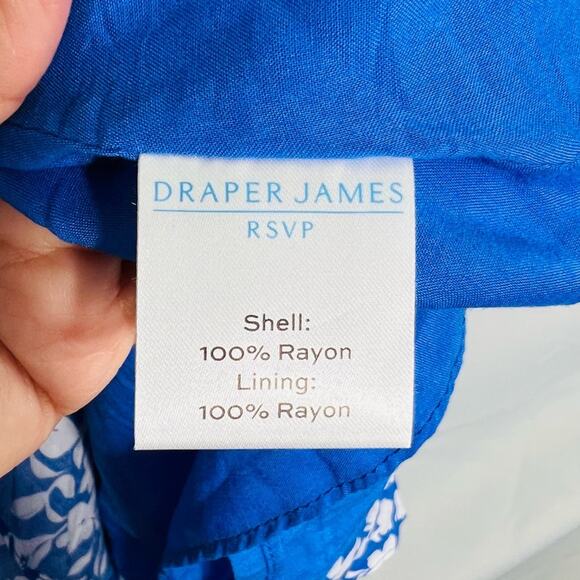 DRAPER JAMES
RSVP
Shell:
100% Rayon
Lining:
100% Rayon